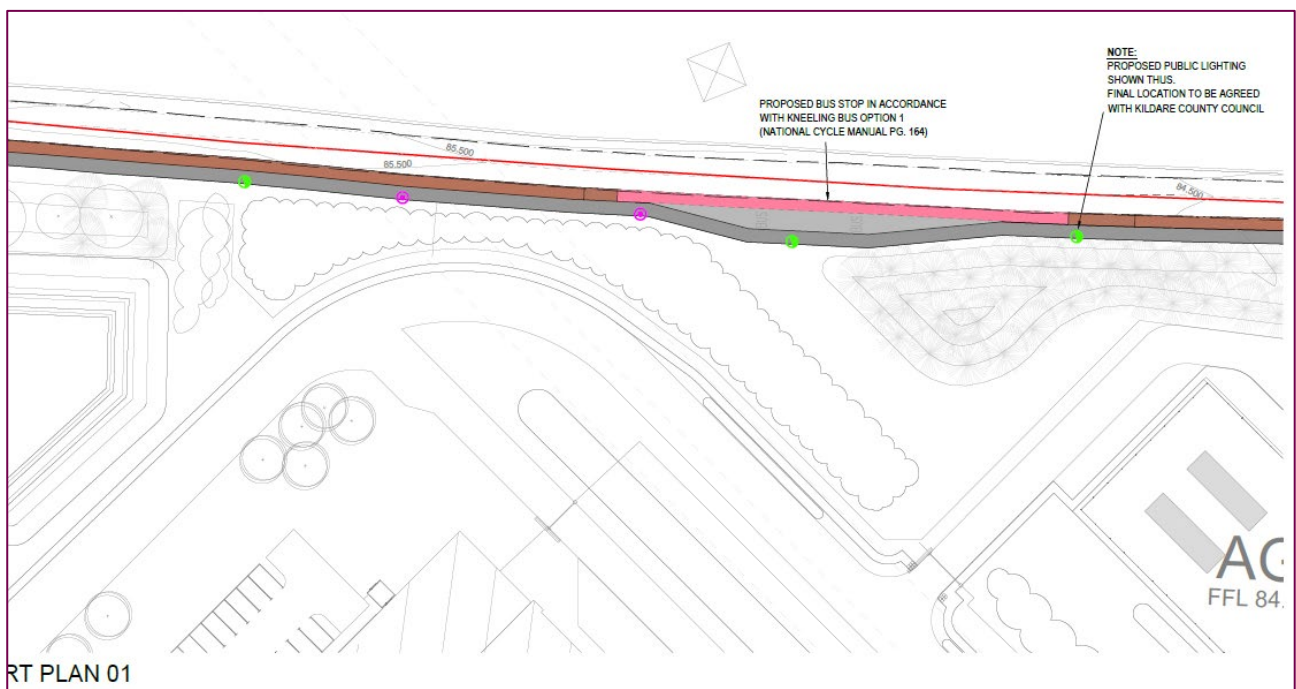 NOTE:
PROPOSED PUBLIC LIGHTING
SHOWN THUS.
FINAL LOCATION TO BE AGREED
WITH KILDARE COUNTY COUNCIL
PROPOSED BUS STOP IN ACCORDANCE
WITH KNEELING BUS OPTION 1
(NATIONAL CYCLE MANUAL PG. 164)
85.500
85.500
84.500
BUS
BUS
AG
FFL 84.
RT PLAN 01